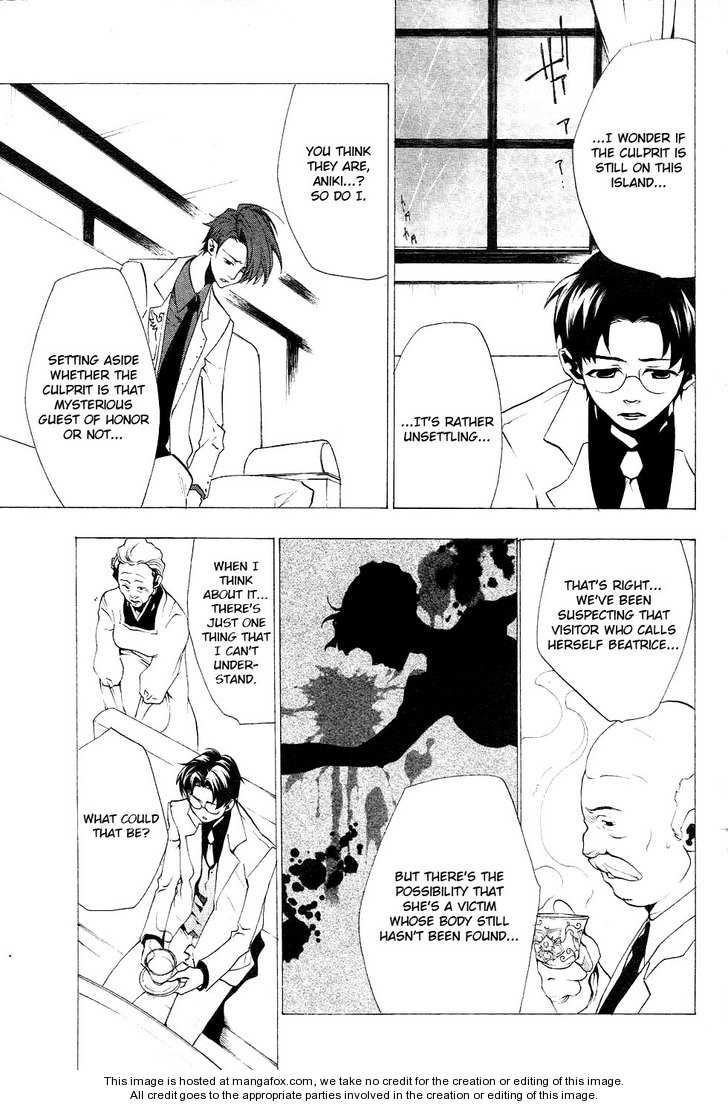 ...I WONDER IF
THE CULPRIT IS
STILL ON THIS
ISLAND...
...IT'S RATHER
UNSETTLING...
YOU THINK
THEY ARE,
ANIKI...?
SO DO I.
SETTING ASIDE
WHETHER THE
CULPRIT IS THAT
MYSTERIOUS
GUEST OF HONOR
OR NOT...
THAT'S RIGHT...
WE'VE BEEN
SUSPECTING THAT
VISITOR WHO CALLS
HERSELF BEATRICE...
BUT THERE'S THE
POSSIBILITY THAT
SHE'S A VICTIM
WHOSE BODY STILL
HASN'T BEEN FOUND...
WHEN I
THINK
ABOUT IT...
THERE'S
JUST ONE
THING THAT
I CAN'T
UNDER-
STAND.
WHAT COULD
THAT BE?
This image is hosted at mangafox.com, we take no credit for the creation or editing of this image.
All credit goes to the appropriate parties involved in the creation or editing of this image.